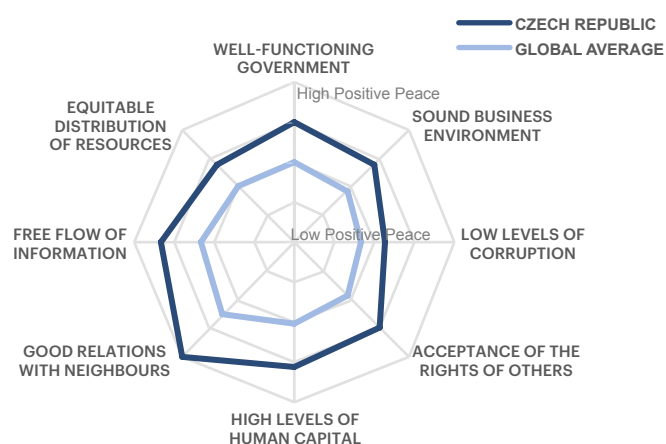 CZECH REPUBLIC
GLOBAL AVERAGE
WELL-FUNCTIONING
GOVERNMENT
High Positive Peace
EQUITABLE
DISTRIBUTION
OF RESOURCES
SOUND BUSINESS
ENVIRONMENT
FREE FLOW OF
INFORMATION
Low Positive Peace
LOW LEVELS OF
CORRUPTION
GOOD RELATIONS
WITH NEIGHBOURS
ACCEPTANCE OF THE
RIGHTS OF OTHERS
HIGH LEVELS OF
HUMAN CAPITAL